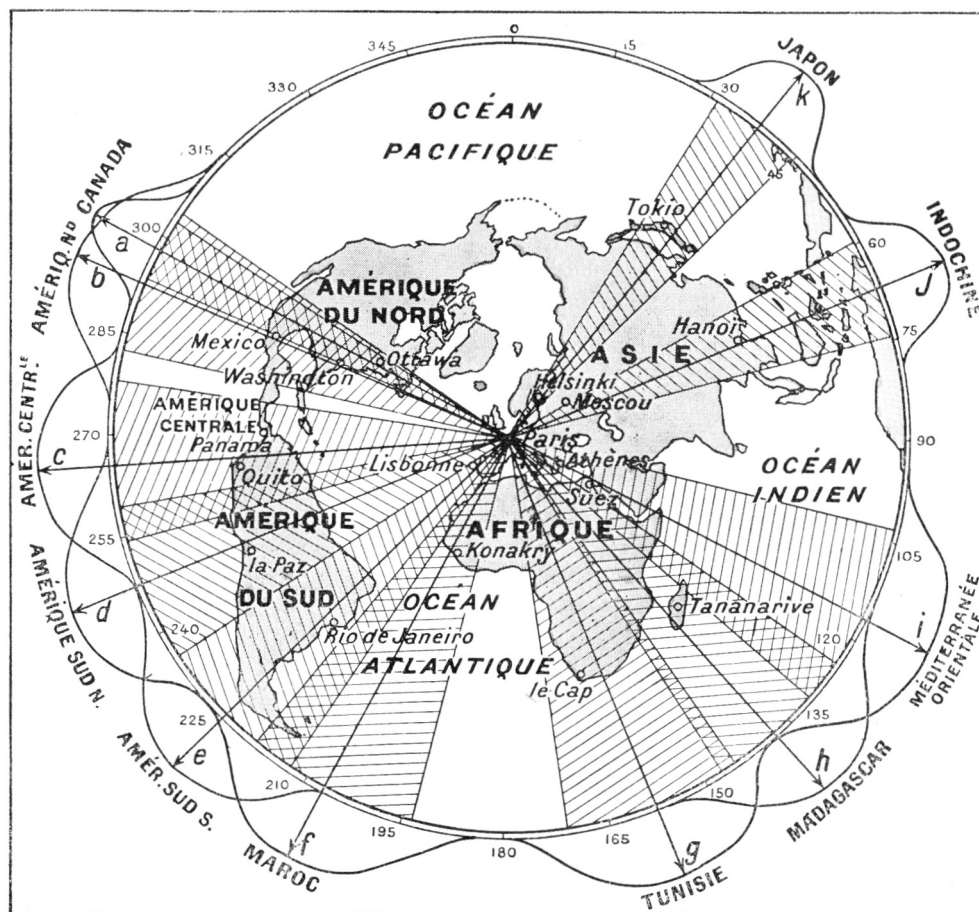 0
15
30
45
60
75
90
105
120
135
150
165
180
195
210
225
240
255
270
285
300
315
330
345
JAPON
k
INDOCHINE
J
MÉDITERRANÉE
ORIENTALE
i
MADAGASCAR
h
TUNISIE
g
MAROC
f
AMÉR. SUD S.
e
AMÉRIQUE SUD N.
d
AMÉR. CENTR.LE
c
AMÉRIQ. ND
b
CANADA
a
OCÉAN
PACIFIQUE
Tokio
AMÉRIQUE
DU NORD
Hanoi
ASIE
Mexico
Ottawa
Washington
Helsinki
Moscou
AMÉRIQUE
CENTRALE
Panama
Paris
Lisbonne
Athènes
OCÉAN
INDIEN
Quito
Suez
AMÉRIQUE
AFRIQUE
la Paz
Konakry
DU SUD
OCÉAN
Tananarive
Rio de Janeiro
ATLANTIQUE
le Cap